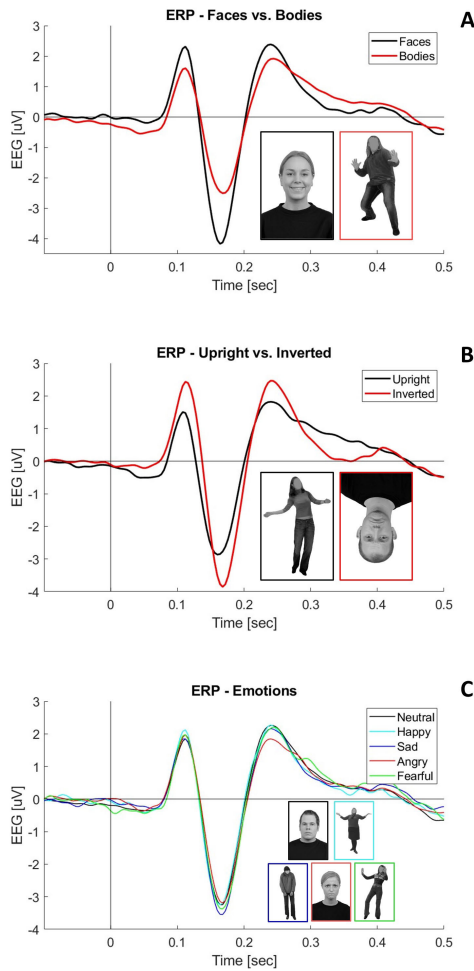 A
ERP - Faces vs. Bodies
Faces
Bodies
3
2
1
0
-1
-2
-3
-4
EEG [uV]
0 0.1 0.2 0.3 0.4 0.5
Time [sec]
B
ERP - Upright vs. Inverted
Upright
Inverted
3
2
1
0
-1
-2
-3
-4
EEG [uV]
0 0.1 0.2 0.3 0.4 0.5
Time [sec]
C
ERP - Emotions
Neutral
Happy
Sad
Angry
Fearful
3
2
1
0
-1
-2
-3
-4
EEG [uV]
0 0.1 0.2 0.3 0.4 0.5
Time [sec]